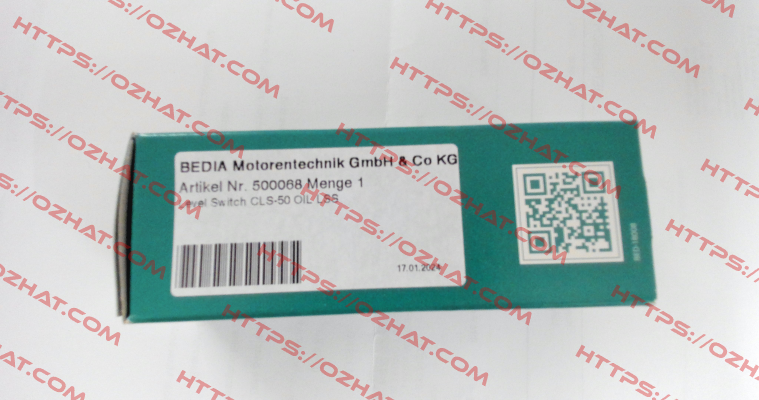 BEDIA Motorentechnik GmbH & Co KG
Artikel Nr. 500068 Menge 1
Level Switch CLS-50 OIL LSS
17.01.2024
HTTPS://OZHAT.COM